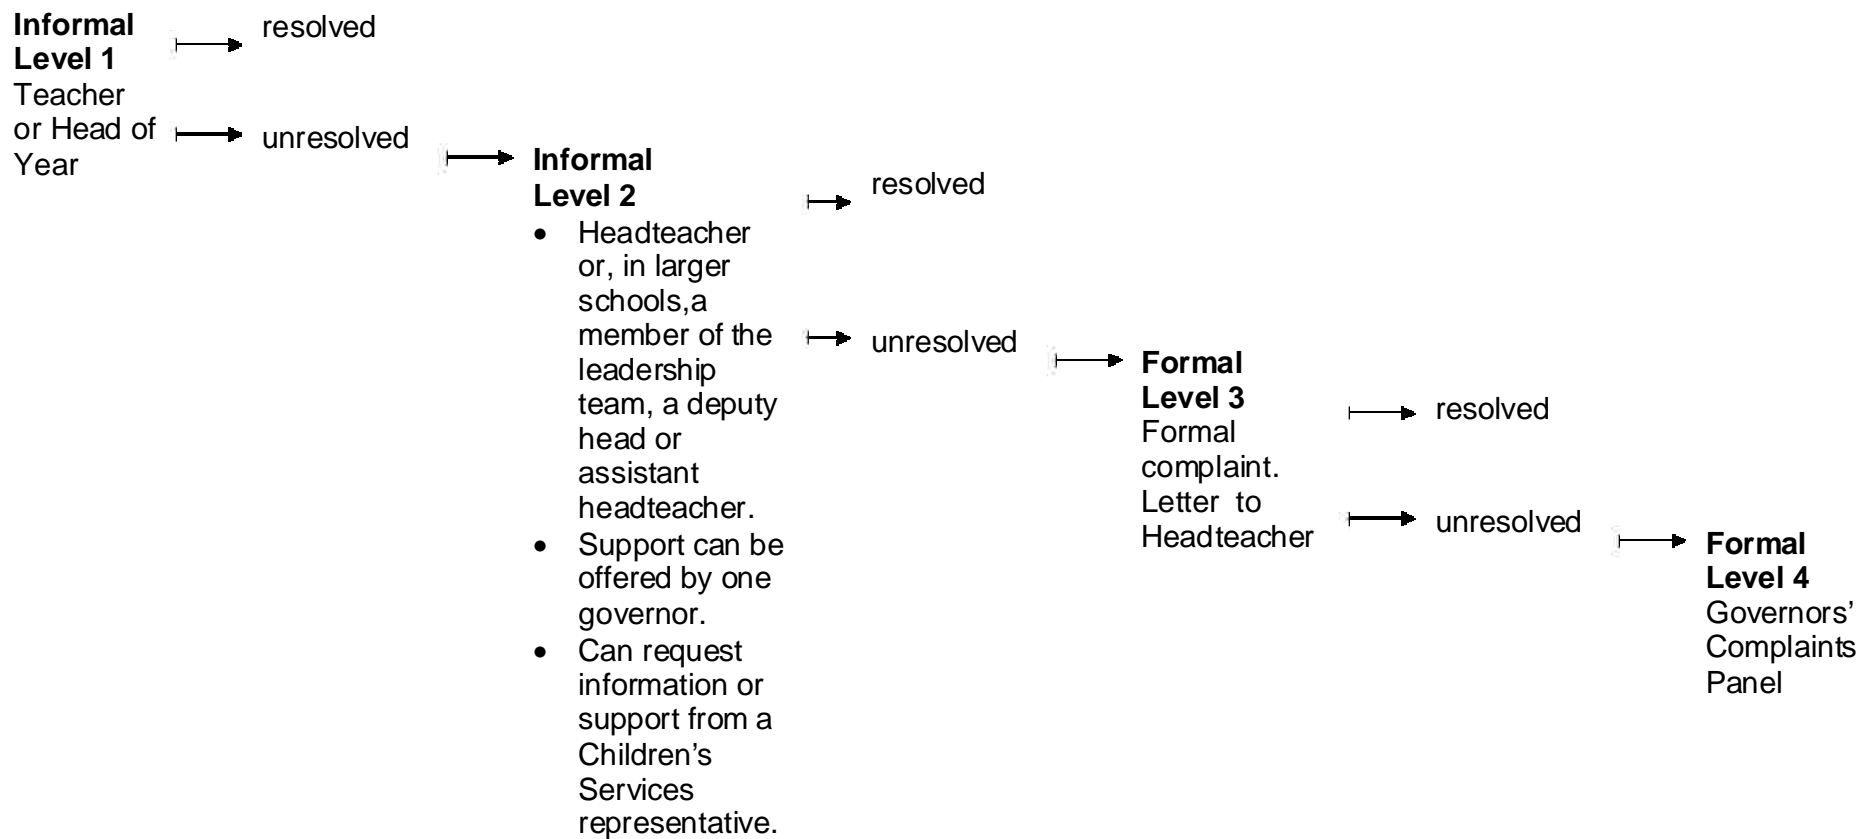 Informal
Level 1
Teacher
or Head of
Year
resolved
unresolved
Informal
Level 2
• Headteacher
or, in larger
schools,a
member of the
leadership
team, a deputy
head or
assistant
headteacher.
• Support can be
offered by one
governor.
• Can request
information or
support from a
Children’s
Services
representative.
resolved
unresolved
Formal
Level 3
Formal
complaint.
Letter to
Headteacher
resolved
unresolved
Formal
Level 4
Governors’
Complaints
Panel